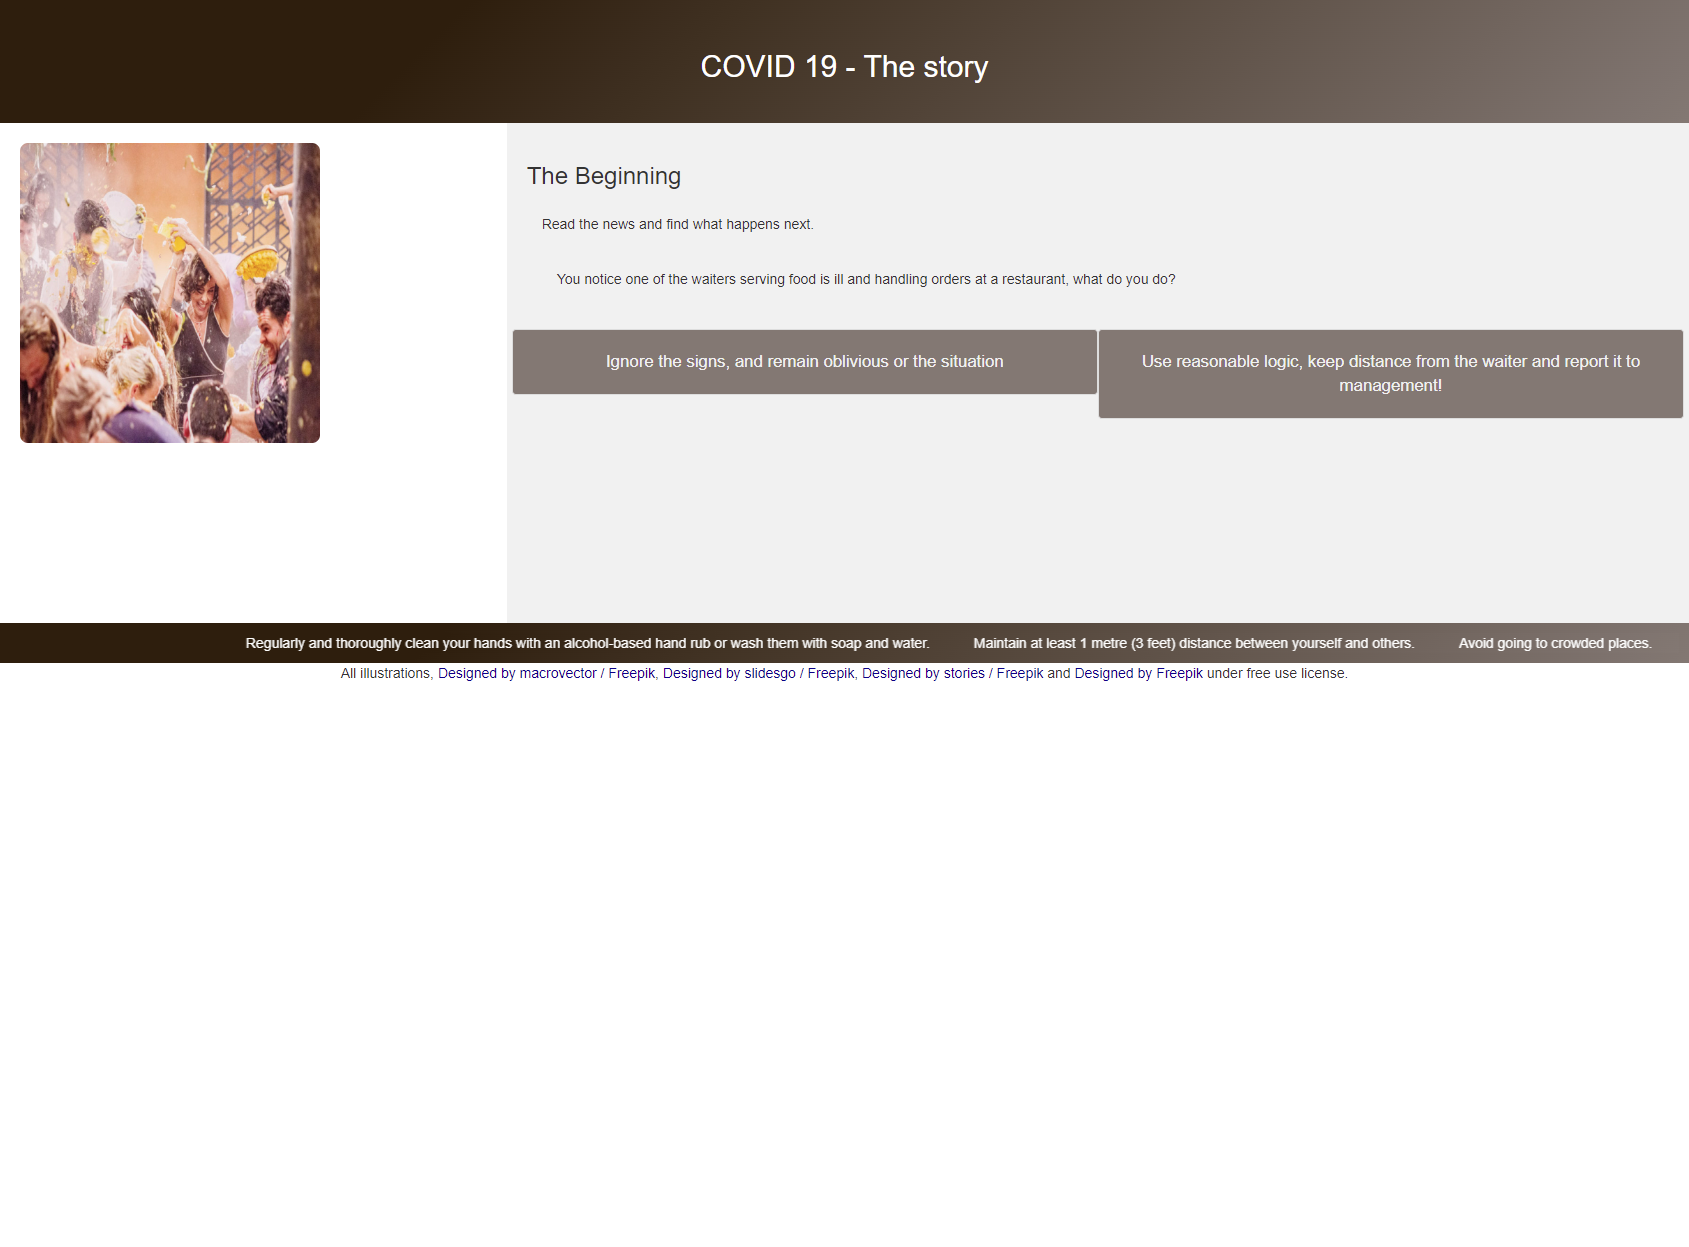 COVID 19 - The story
The Beginning
Read the news and find what happens next.
You notice one of the waiters serving food is ill and handling orders at a restaurant, what do you do?
Ignore the signs, and remain oblivious or the situation
Use reasonable logic, keep distance from the waiter and report it to
management!
Regularly and thoroughly clean your hands with an alcohol-based hand rub or wash them with soap and water. Maintain at least 1 metre (3 feet) distance between yourself and others. Avoid going to crowded places.
All illustrations, Designed by macrovector / Freepik, Designed by slidesgo / Freepik, Designed by stories / Freepik and Designed by Freepik under free use license.